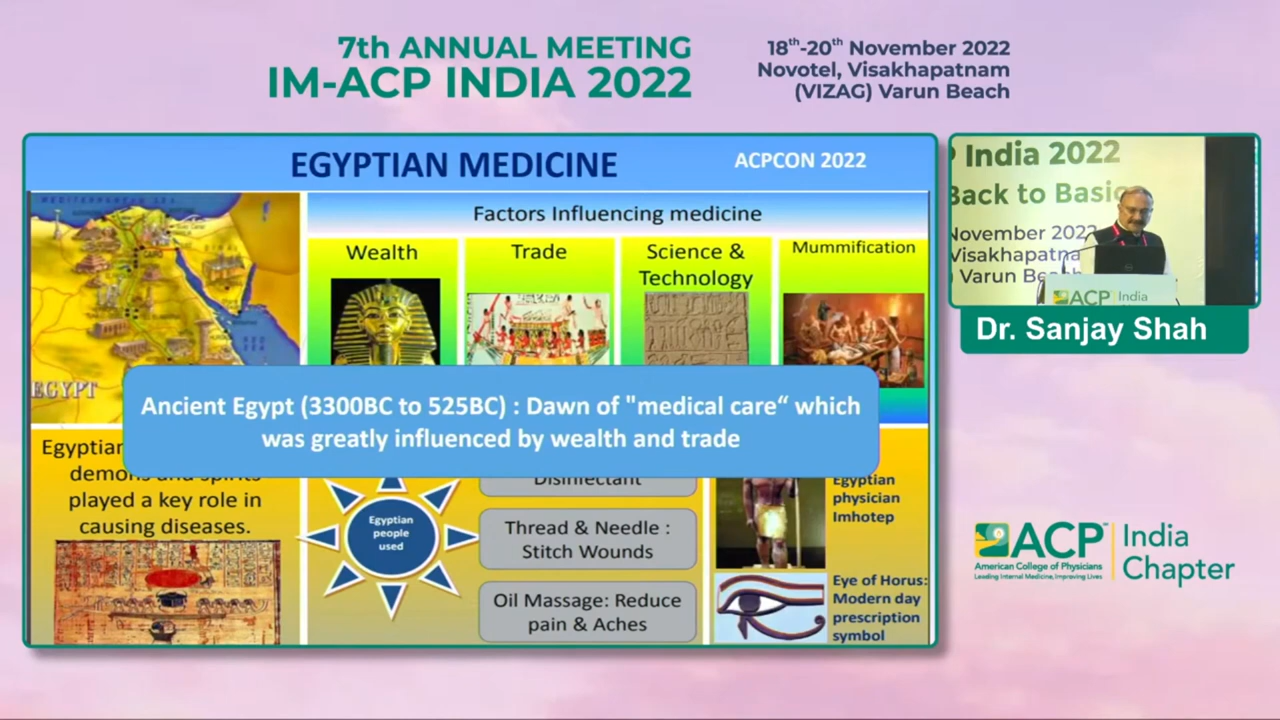 7th ANNUAL MEETING
IM-ACP INDIA 2022
18th-20th November 2022
Novotel, Visakhapatnam
(VIZAG) Varun Beach
EGYPTIAN MEDICINE
ACPCON 2022
Factors Influencing medicine
Wealth
Trade
Science &
Technology
Mummification
EGYPT
Ancient Egypt (3300BC to 525BC) : Dawn of "medical care“ which
was greatly influenced by wealth and trade
Egyptian
demons and spirits
played a key role in
causing diseases.
Egyptian
people
used
Disinfectant
Thread & Needle :
Stitch Wounds
Oil Massage: Reduce
pain & Aches
Egyptian
physician
Imhotep
Eye of Horus:
Modern day
prescription
symbol
India 2022
Back to Basic
November 2022
Visakhapatna
Varun Be
ACP India
Dr. Sanjay Shah
ACP
American College of Physicians
Leading Internal Medicine, Improving Lives
India
Chapter